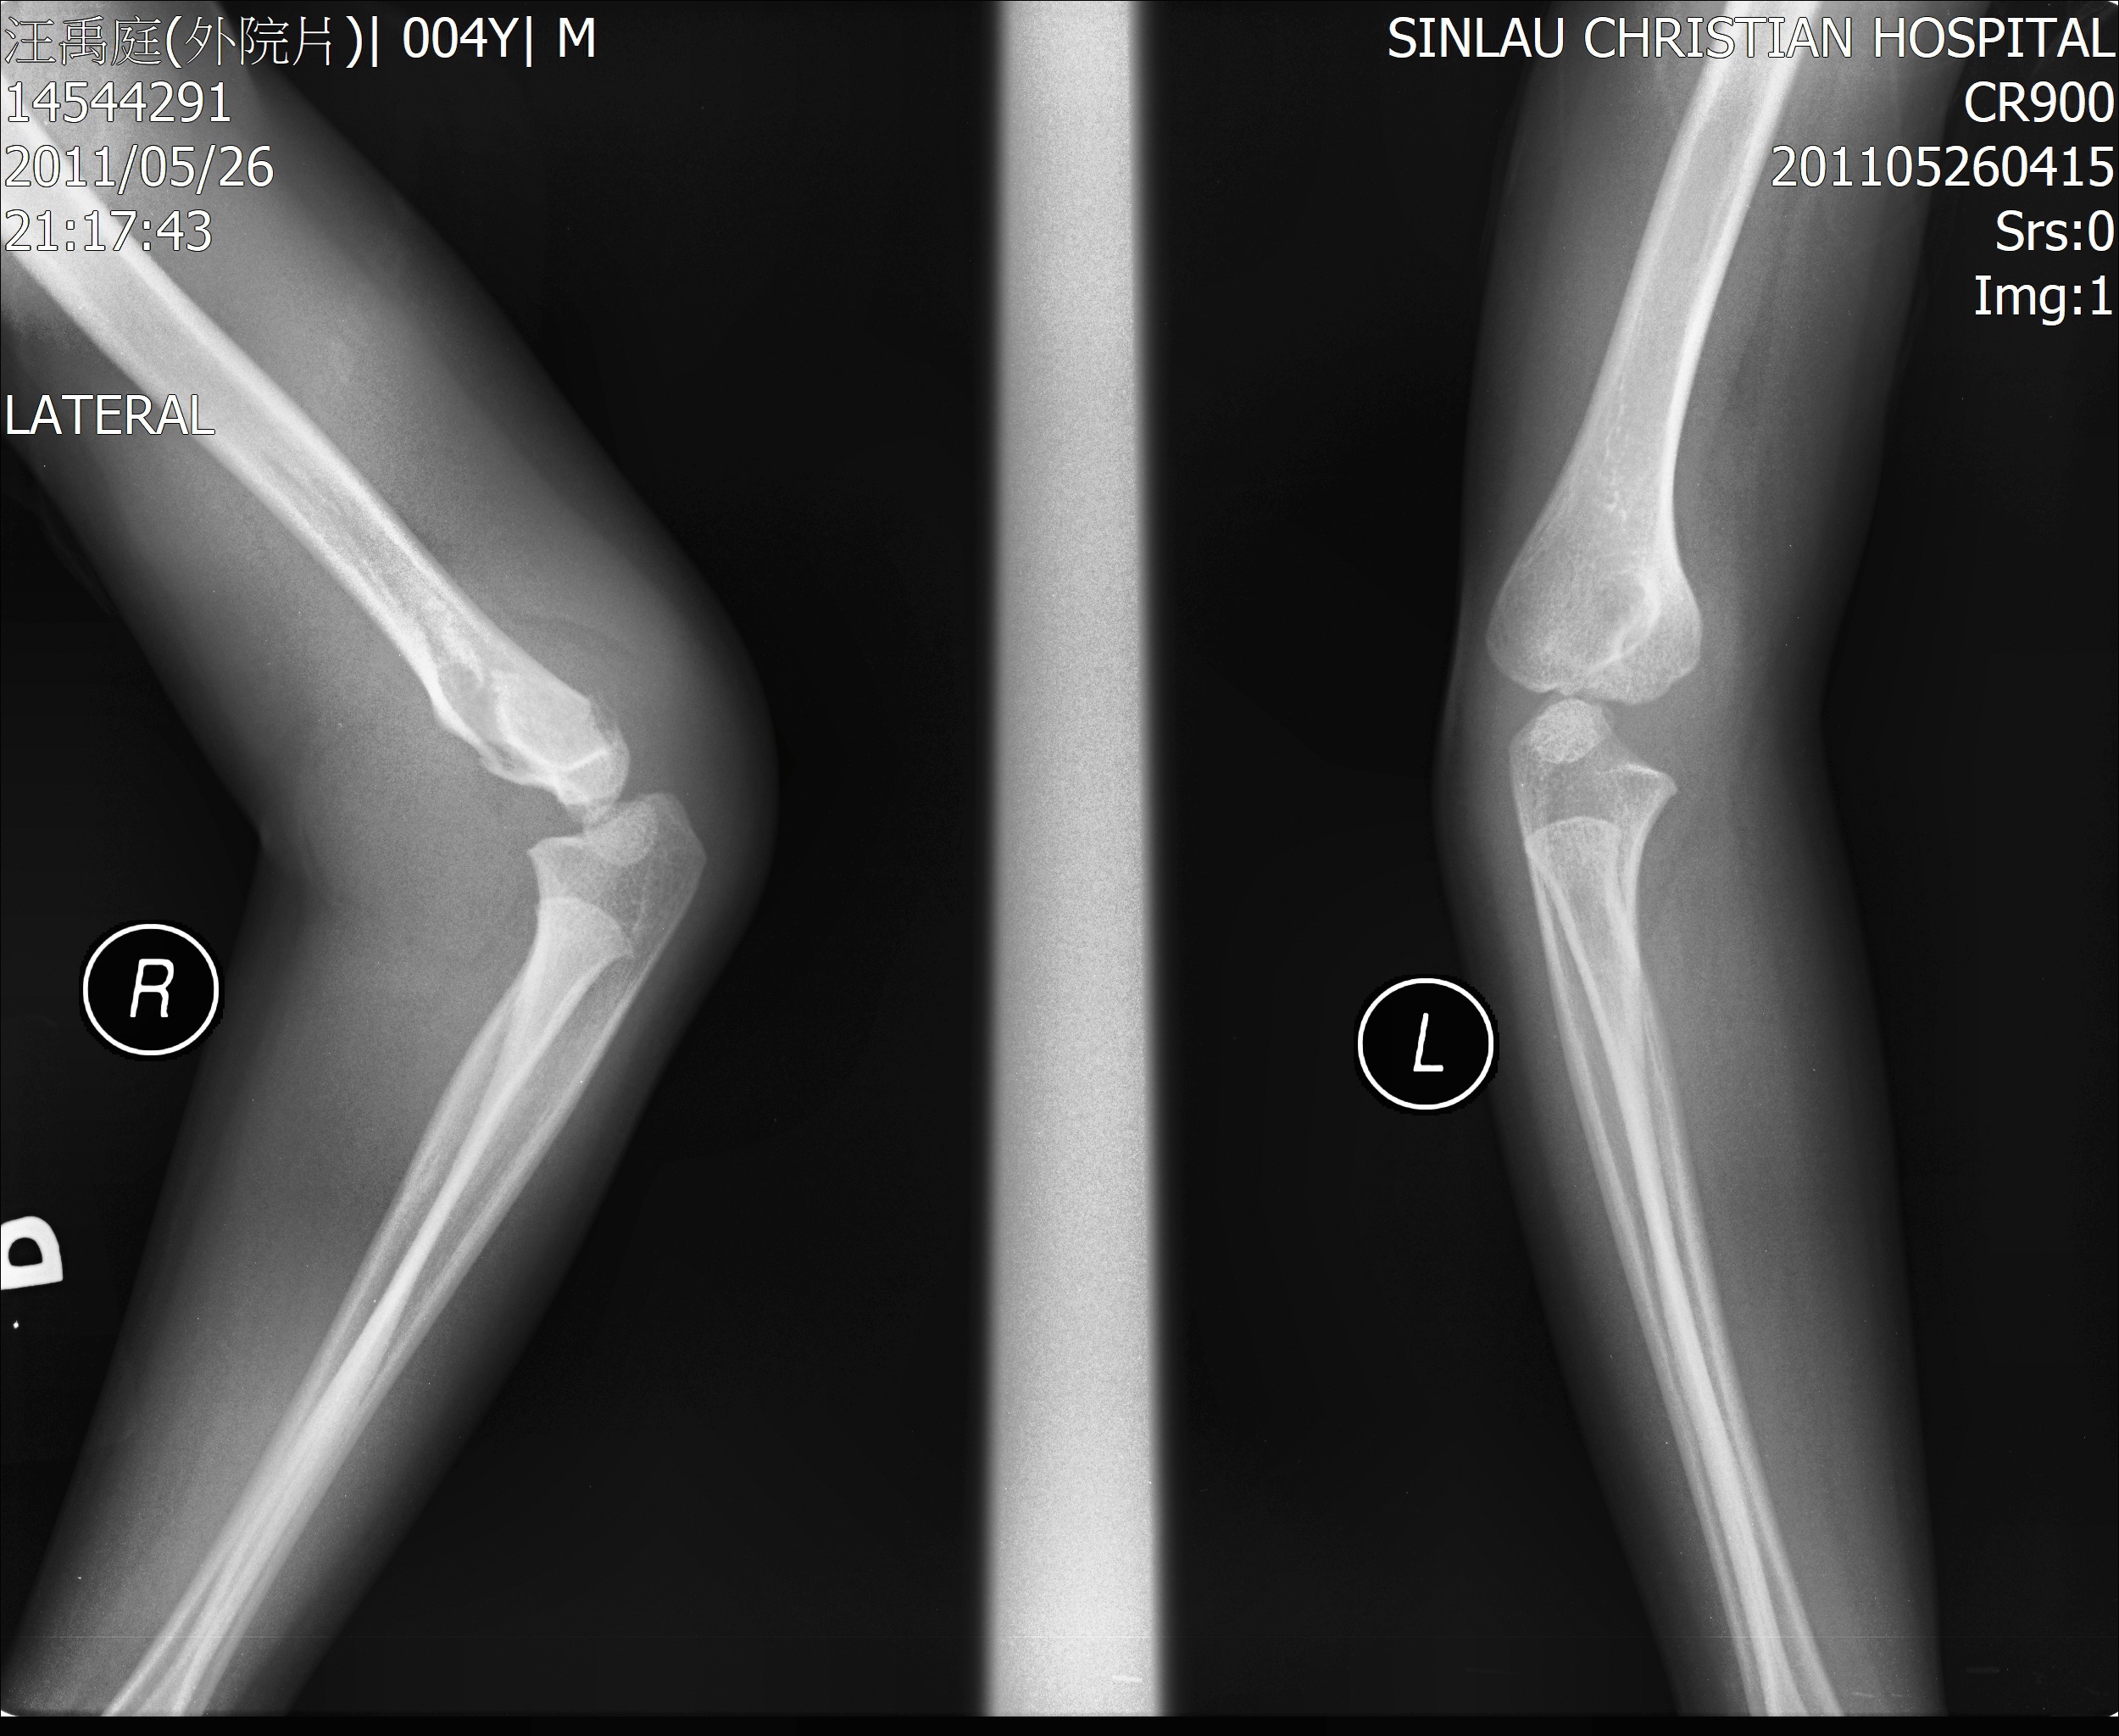 汪禹庭(外院片)| 004Y| M
14544291
2011/05/26
21:17:43
LATERAL
SINLAU CHRISTIAN HOSPITAL
CR900
201105260415
Srs:0
Img:1
R
L